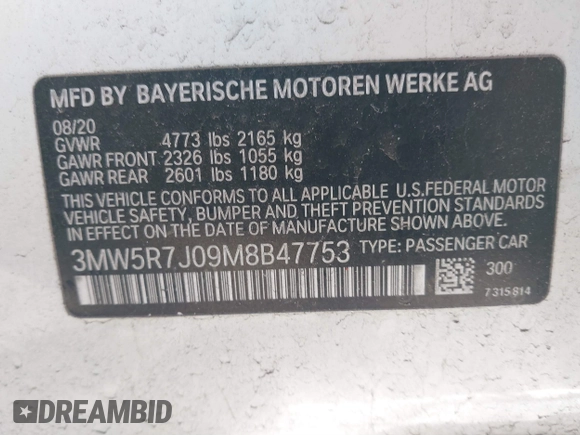 MFD BY BAYERISCHE MOTOREN WERKE AG
08/20
GVWR 4773 lbs 2165 kg
GAWR FRONT 2326 lbs 1055 kg
GAWR REAR 2601 lbs 1180 kg
THIS VEHICLE CONFORMS TO ALL APPLICABLE U.S.FEDERAL MOTOR
VEHICLE SAFETY, BUMPER AND THEFT PREVENTION STANDARDS
IN EFFECT ON THE DATE OF MANUFACTURE SHOWN ABOVE.
3MW5R7J09M8B47753 TYPE: PASSENGER CAR
300
7315814
DREAMBID